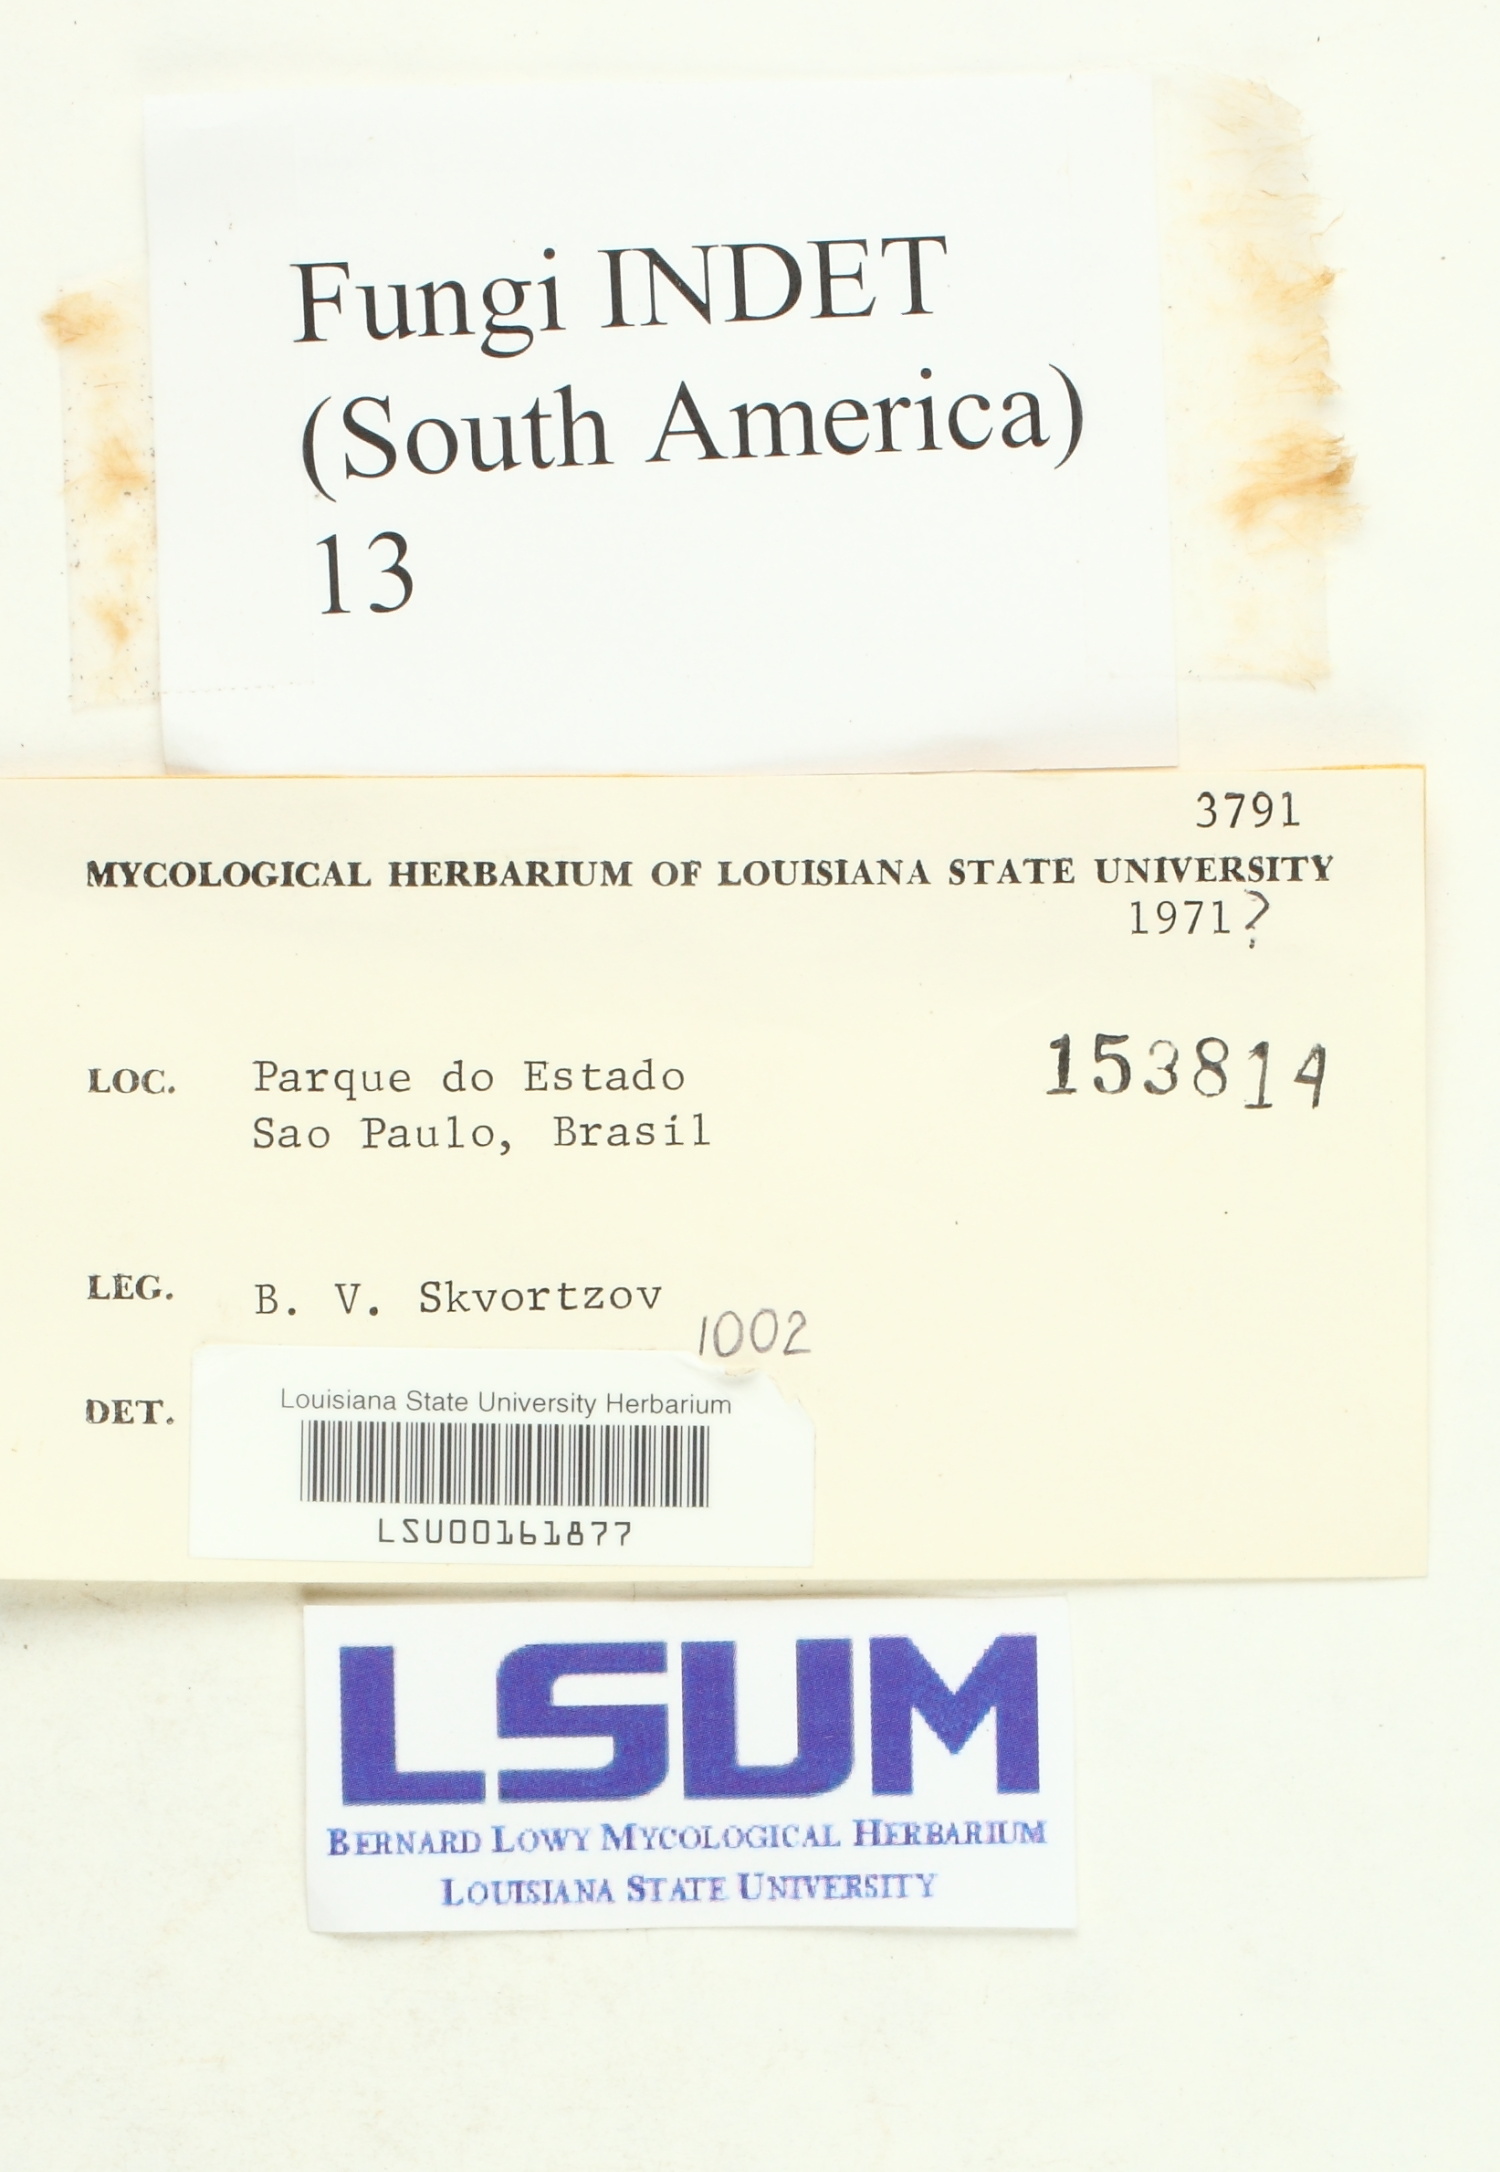 Fungi INDET
(South America)
13
3791
MYCOLOGICAL HERBARIUM OF LOUISIANA STATE UNIVERSITY
1971?
153814
LOC. Parque do Estado
Sao Paulo, Brasil
LEG. B. V. Skvortzov
1002
DET.
Louisiana State University Herbarium
LSU00161877
LSUM
BERNARD LOWY MYCOLOGICAL HERBARIUM
LOUISIANA STATE UNIVERSITY